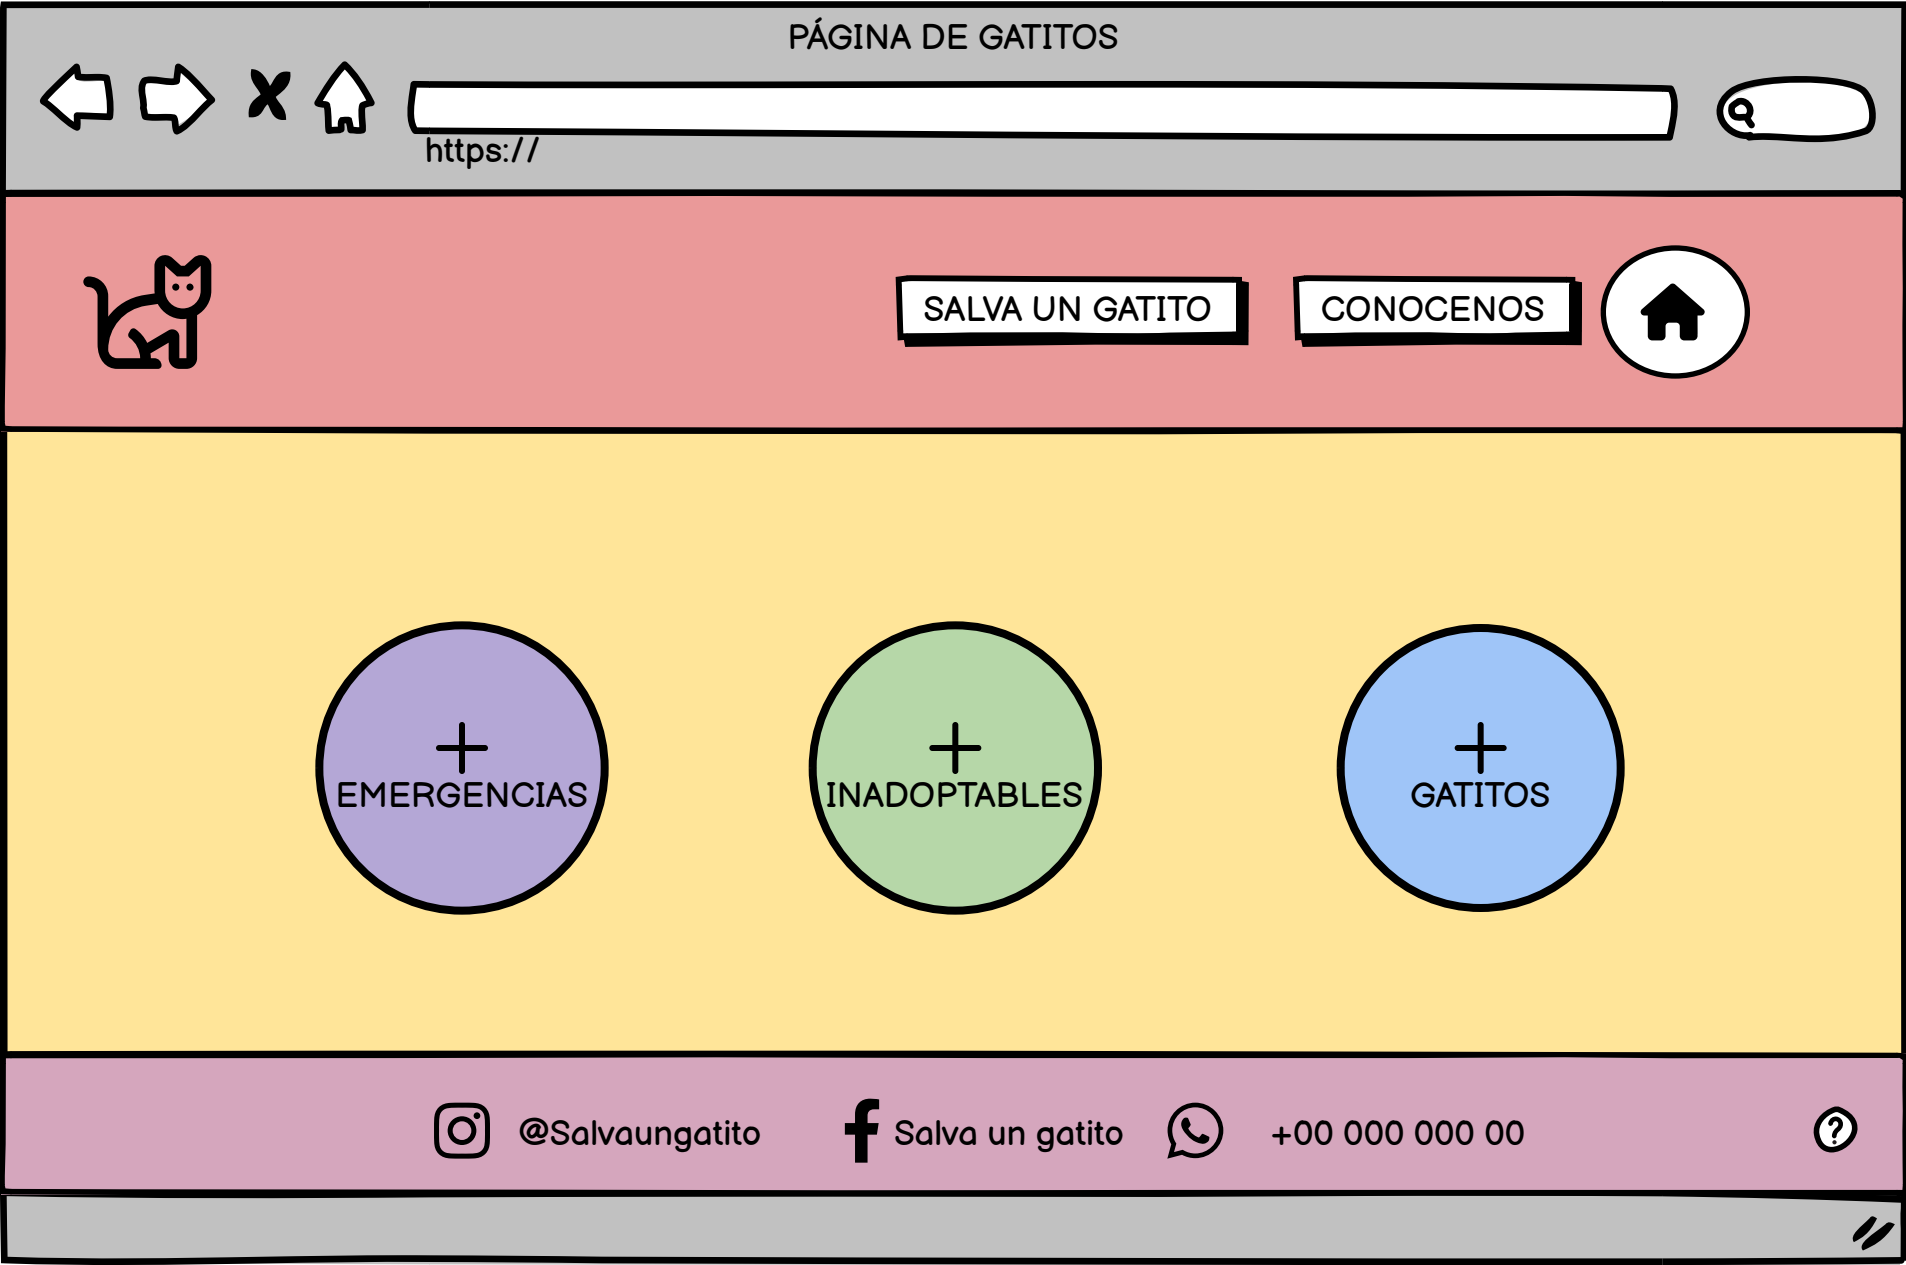 PÁGINA DE GATITOS
https://
SALVA UN GATITO
CONOCENOS
EMERGENCIAS
INADOPTABLES
GATITOS
@Salvaungatito
Salva un gatito
+00 000 000 00
?